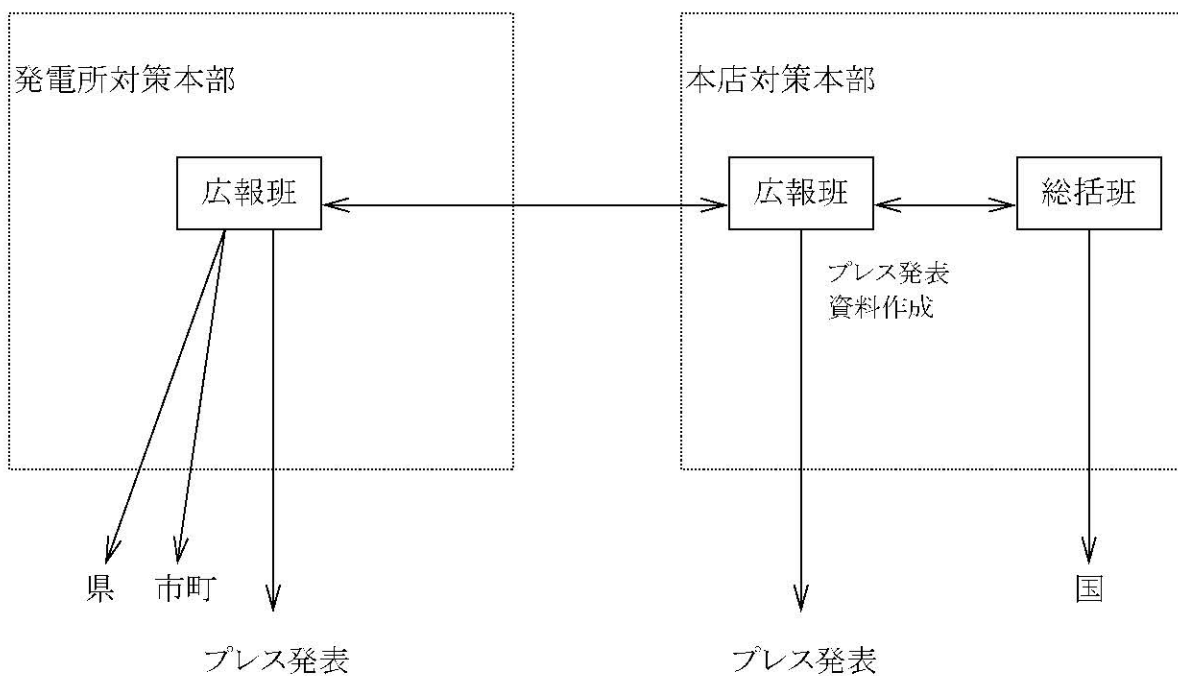 発電所対策本部
本店対策本部
広報班
広報班
総括班
プレス発表
資料作成
県
市町
国
プレス発表
プレス発表